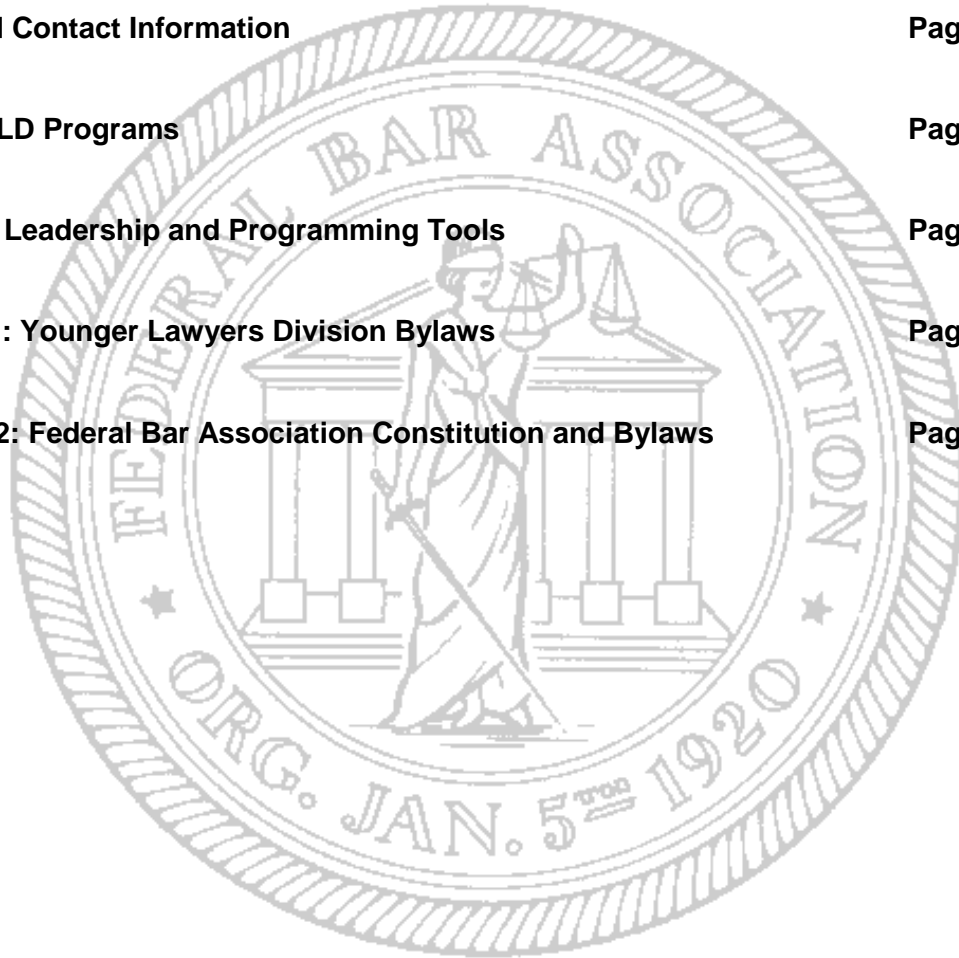 Contact Information Pag
LD Programs Pag
Leadership and Programming Tools Pag
: Younger Lawyers Division Bylaws Pag
2: Federal Bar Association Constitution and Bylaws Pag
FEDERAL BAR ASSOCIATION
★ ORG. JAN. 5TH 1920 ★